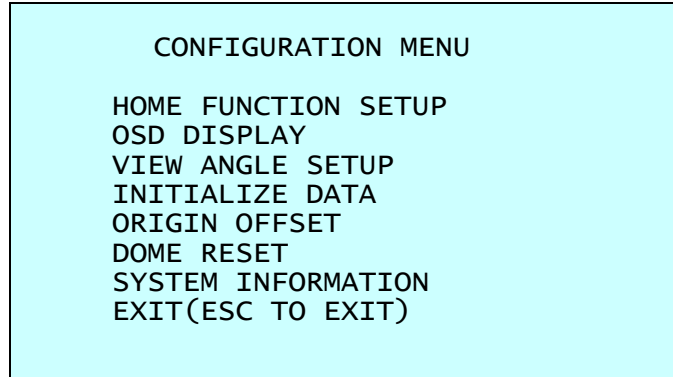 CONFIGURATION MENU
HOME FUNCTION SETUP
OSD DISPLAY
VIEW ANGLE SETUP
INITIALIZE DATA
ORIGIN OFFSET
DOME RESET
SYSTEM INFORMATION
EXIT(ESC TO EXIT)